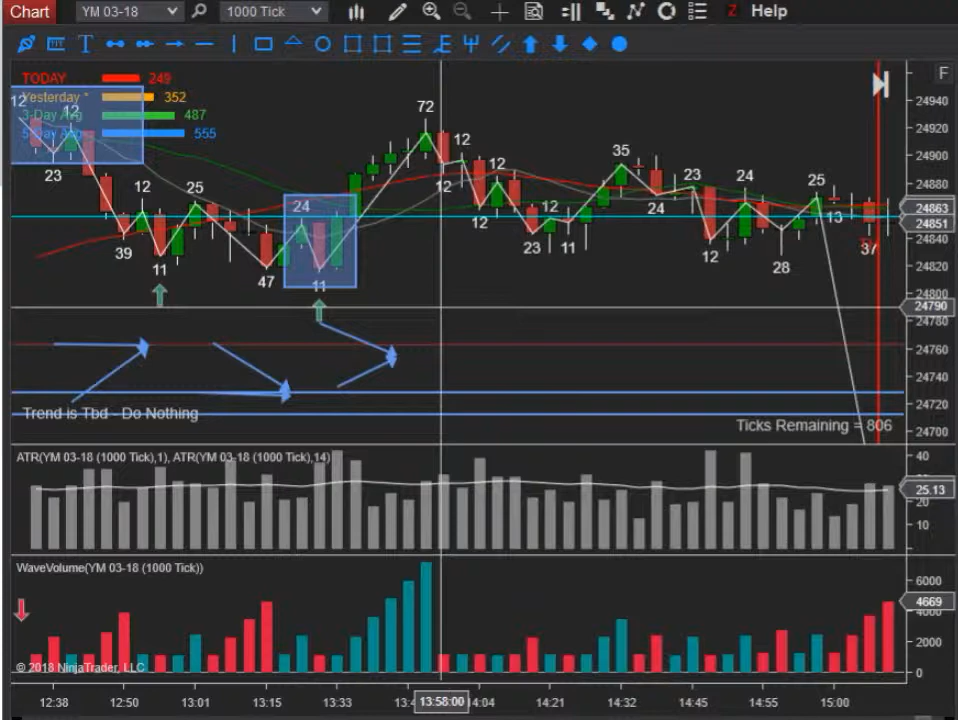 Chart YM 03-18 1000 Tick Z Help
T
F
TODAY 249
Yesterday * 352
3-Day Avg 487
5-Day Avg 555
12 12 23 39 12 11 25 47 24 11 72 12 12 12 12 23 12 11 35 24 23 12 24 28 25 13 37
24940
24920
24900
24880
24863
24851
24840
24820
24800
24790
24780
24760
24740
24720
24700
Trend is Tbd - Do Nothing
Ticks Remaining = 806
ATR(YM 03-18 (1000 Tick),1), ATR(YM 03-18 (1000 Tick),14)
40
25.13
20
10
WaveVolume(YM 03-18 (1000 Tick))
6000
4669
4000
2000
0
© 2018 NinjaTrader, LLC
12:38 12:50 13:01 13:15 13:33 13:58:00 14:04 14:21 14:32 14:45 14:55 15:00